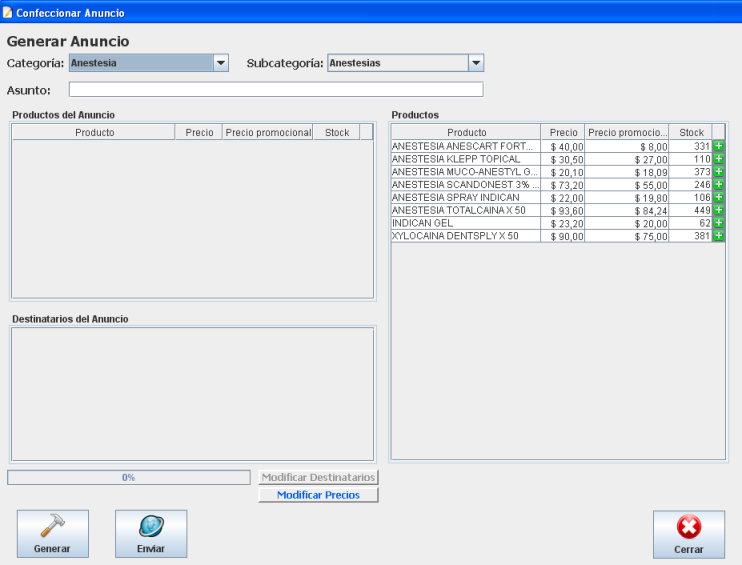 Confeccionar Anuncio
Generar Anuncio
Categoría: Anestesia Subcategoría: Anestesias
Asunto:
Productos del Anuncio
Producto Precio Precio promocional Stock
Productos
Producto Precio Precio promocio... Stock
ANESTESIA ANESCART FORT... $ 40,00 $ 8,00 331
ANESTESIA KLEPP TOPICAL $ 30,50 $ 27,00 110
ANESTESIA MUCO-ANESTYL G... $ 20,10 $ 18,09 373
ANESTESIA SCANDONEST 3% ... $ 73,20 $ 55,00 246
ANESTESIA SPRAY INDICAN $ 22,00 $ 19,80 106
ANESTESIA TOTALCAINA X 50 $ 93,60 $ 84,24 449
INDICAN GEL $ 23,20 $ 20,00 62
XYLOCAINA DENTSPLY X 50 $ 90,00 $ 75,00 381
Destinatarios del Anuncio
0%
Modificar Destinatarios
Modificar Precios
Generar
Enviar
Cerrar